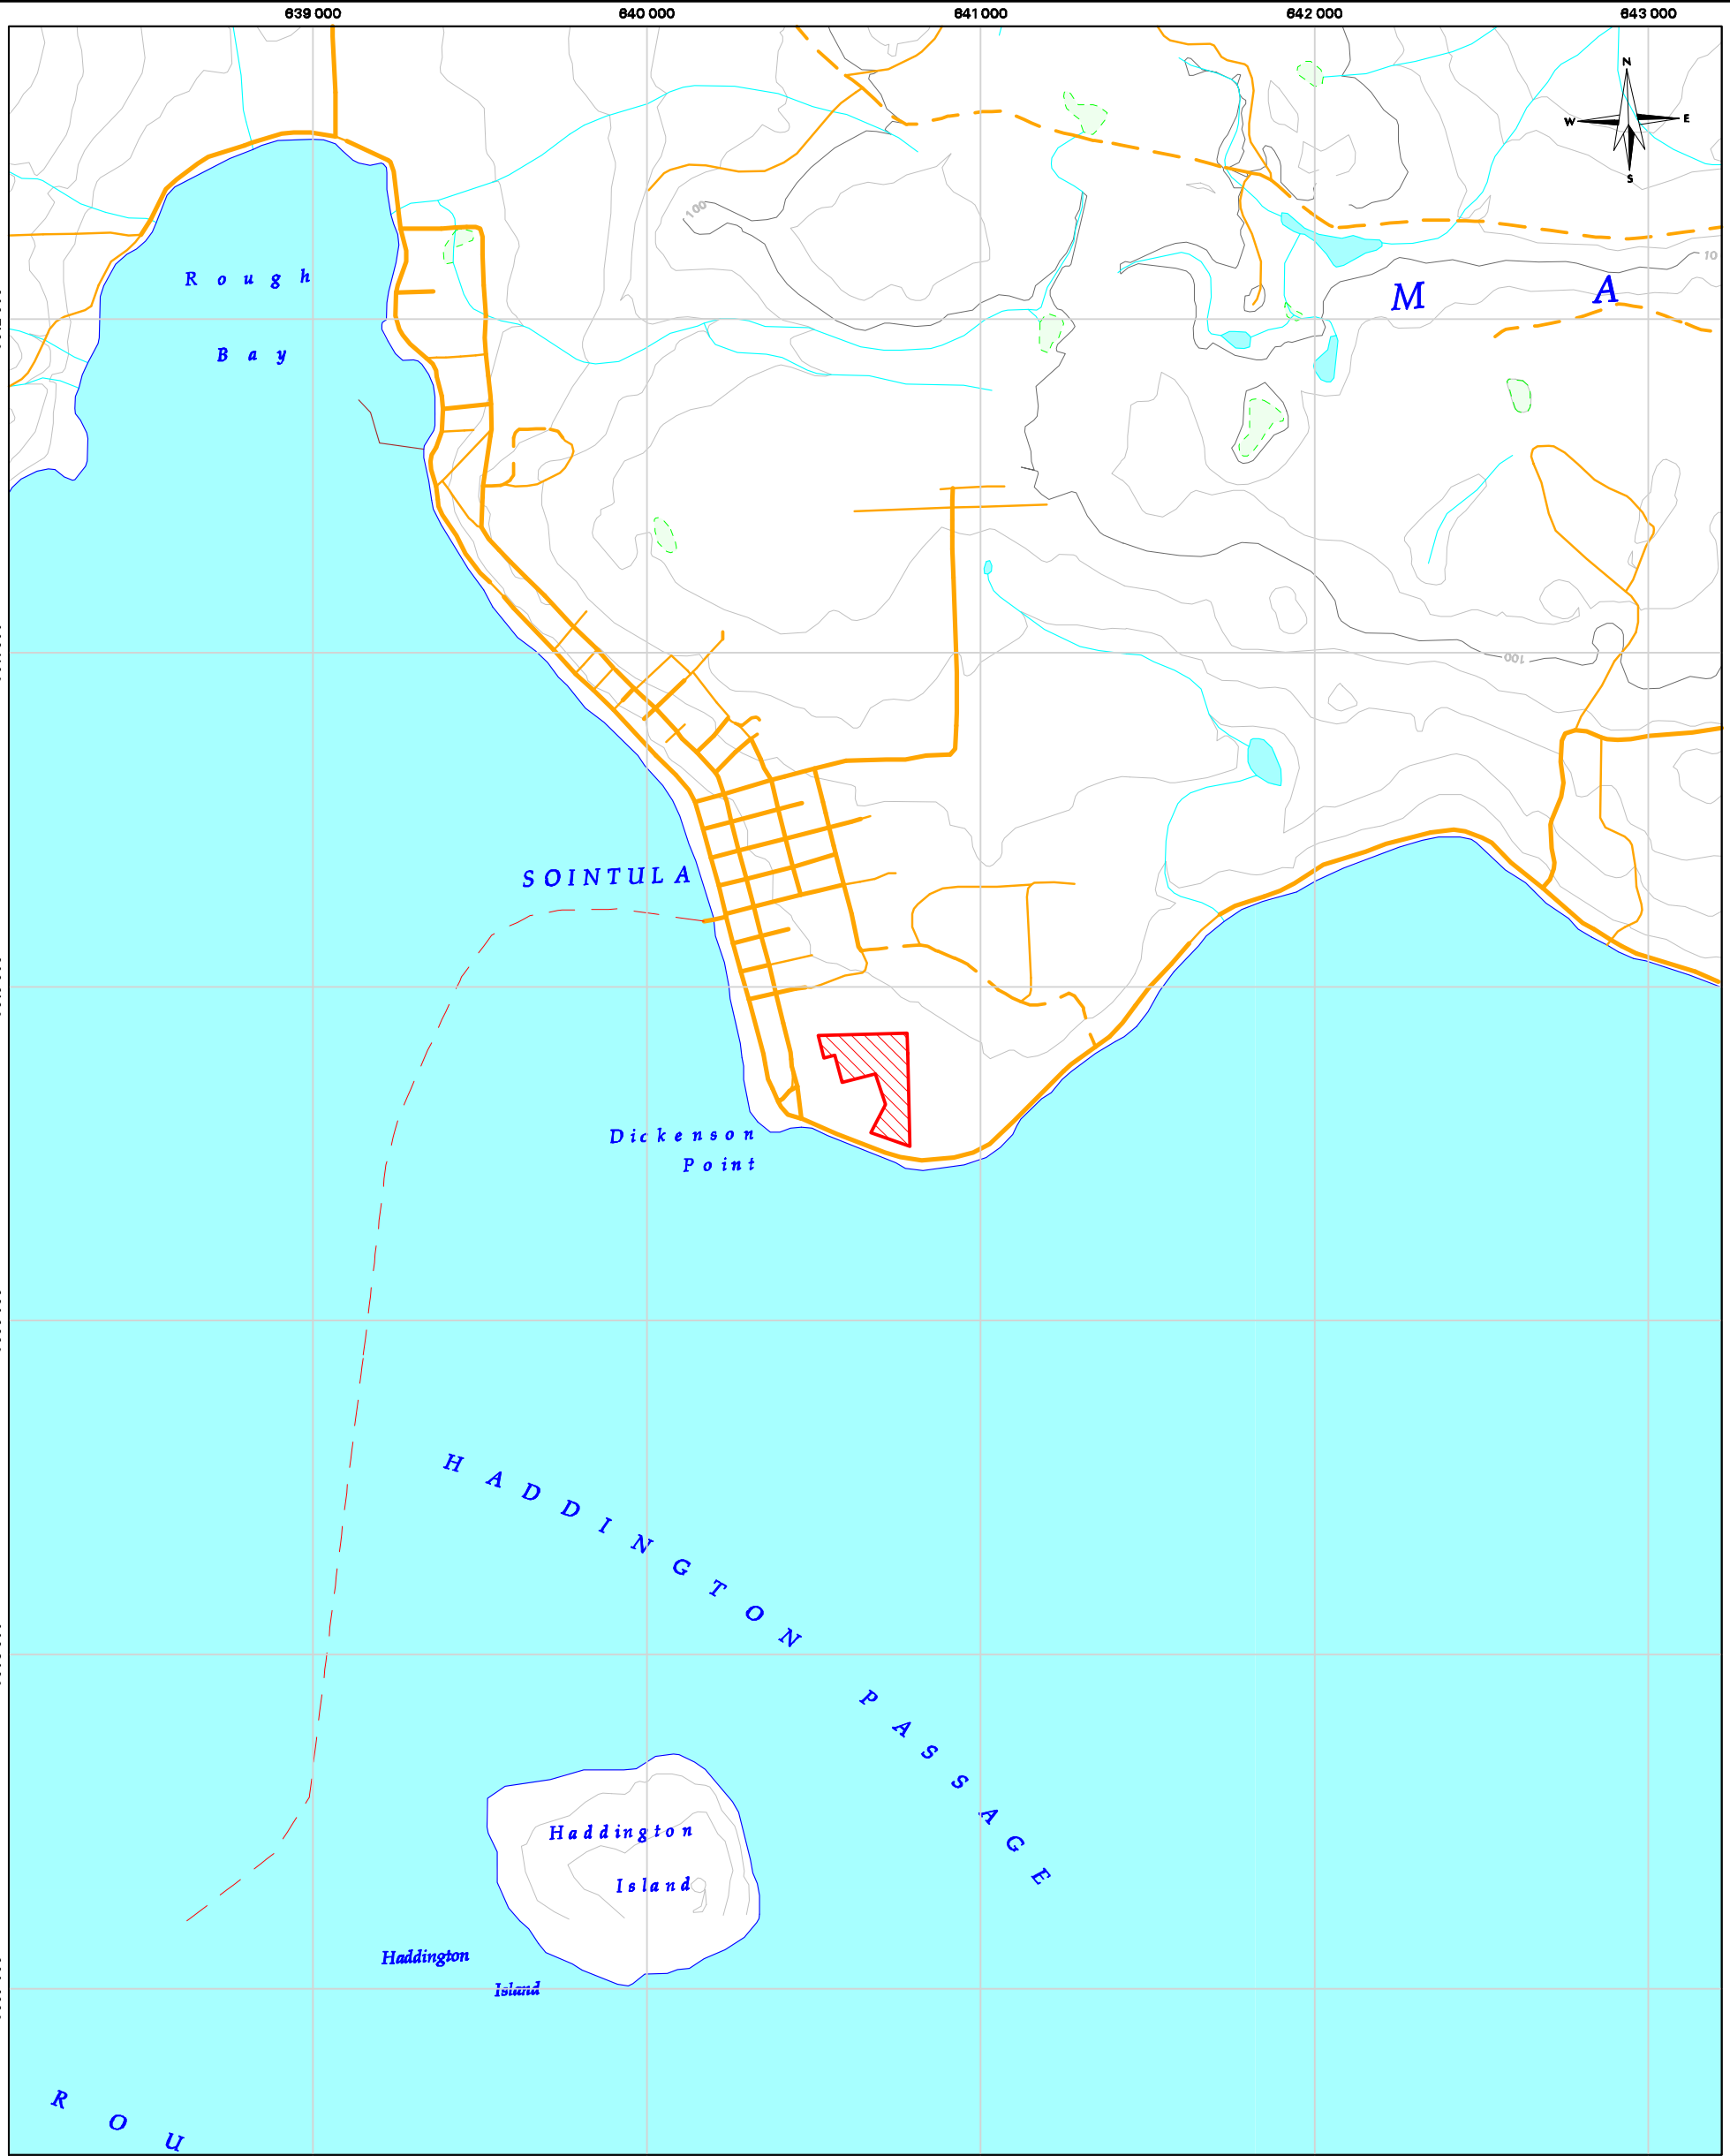 639 000 640 000 641 000 642 000 643 000
N
W E
S
100
Rough
Bay
M A
10
100
SOINTULA
Dickenson
Point
HADDINGTON PASSAGE
Haddington
Island
Haddington
Island
R O U